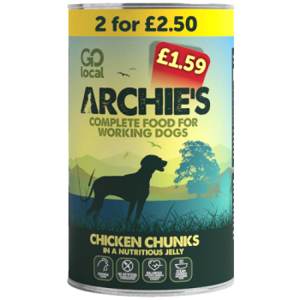 2 for £2.50
GO
local
£1.59
ARCHIE'S
COMPLETE FOOD FOR
WORKING DOGS
CHICKEN CHUNKS
IN A NUTRITIOUS JELLY